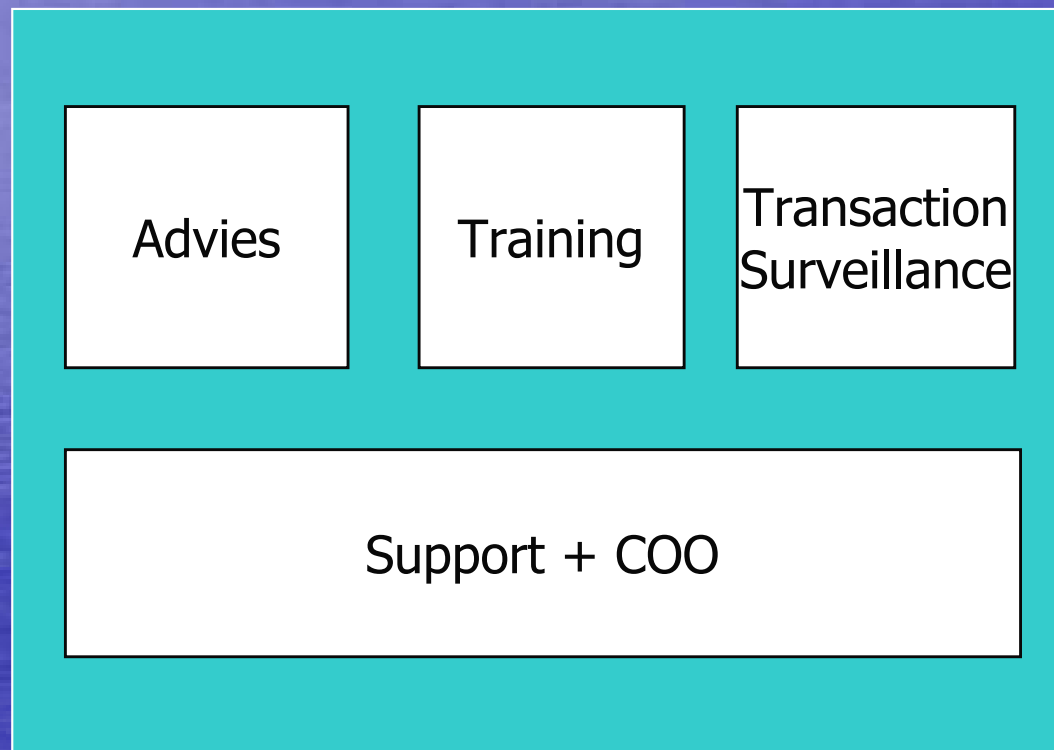 Advies
Training
Transaction
Surveillance
Support + COO